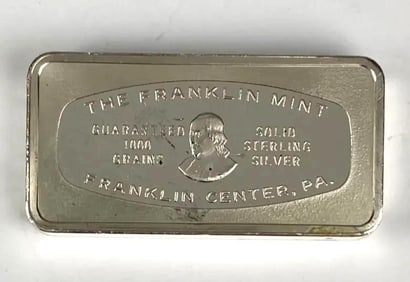 THE FRANKLIN MINT
GUARANTEED
1000
GRAINS
SOLID
STERLING
SILVER
FRANKLIN CENTER, PA.